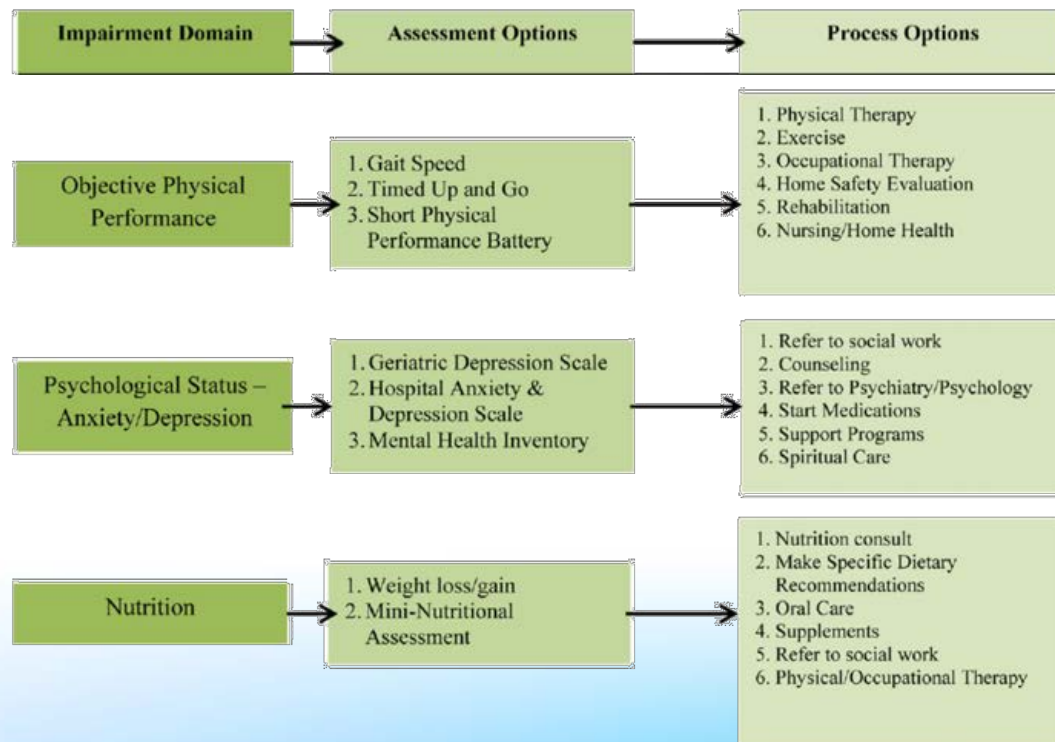 Impairment Domain
Assessment Options
Process Options
Objective Physical
Performance
1. Gait Speed
2. Timed Up and Go
3. Short Physical
Performance Battery
1. Physical Therapy
2. Exercise
3. Occupational Therapy
4. Home Safety Evaluation
5. Rehabilitation
6. Nursing/Home Health
Psychological Status –
Anxiety/Depression
1. Geriatric Depression Scale
2. Hospital Anxiety &
Depression Scale
3. Mental Health Inventory
1. Refer to social work
2. Counseling
3. Refer to Psychiatry/Psychology
4. Start Medications
5. Support Programs
6. Spiritual Care
Nutrition
1. Weight loss/gain
2. Mini-Nutritional
Assessment
1. Nutrition consult
2. Make Specific Dietary
Recommendations
3. Oral Care
4. Supplements
5. Refer to social work
6. Physical/Occupational Therapy